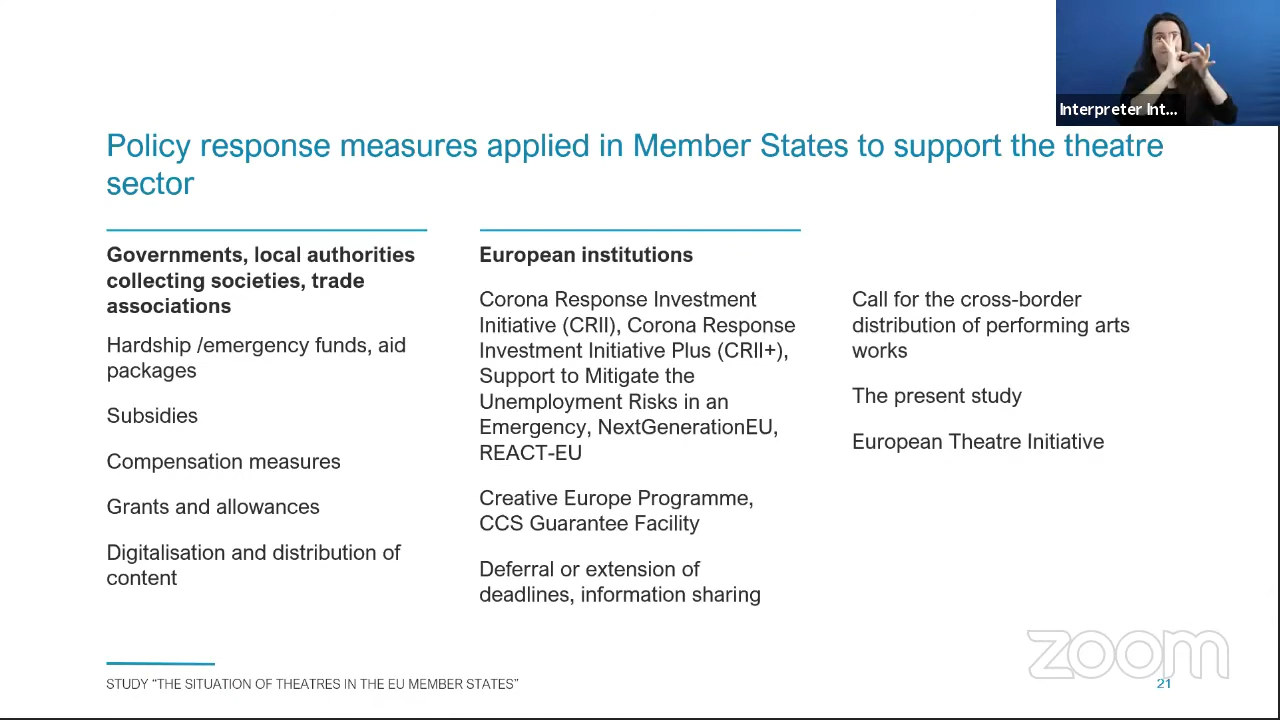 Interpreter Int...
Policy response measures applied in Member States to support the theatre
sector
Governments, local authorities
collecting societies, trade
associations
Hardship /emergency funds, aid
packages
Subsidies
Compensation measures
Grants and allowances
Digitalisation and distribution of
content
European institutions
Corona Response Investment
Initiative (CRII), Corona Response
Investment Initiative Plus (CRII+),
Support to Mitigate the
Unemployment Risks in an
Emergency, NextGenerationEU,
REACT-EU
Creative Europe Programme,
CCS Guarantee Facility
Deferral or extension of
deadlines, information sharing
Call for the cross-border
distribution of performing arts
works
The present study
European Theatre Initiative
zoom
STUDY “THE SITUATION OF THEATRES IN THE EU MEMBER STATES”
21